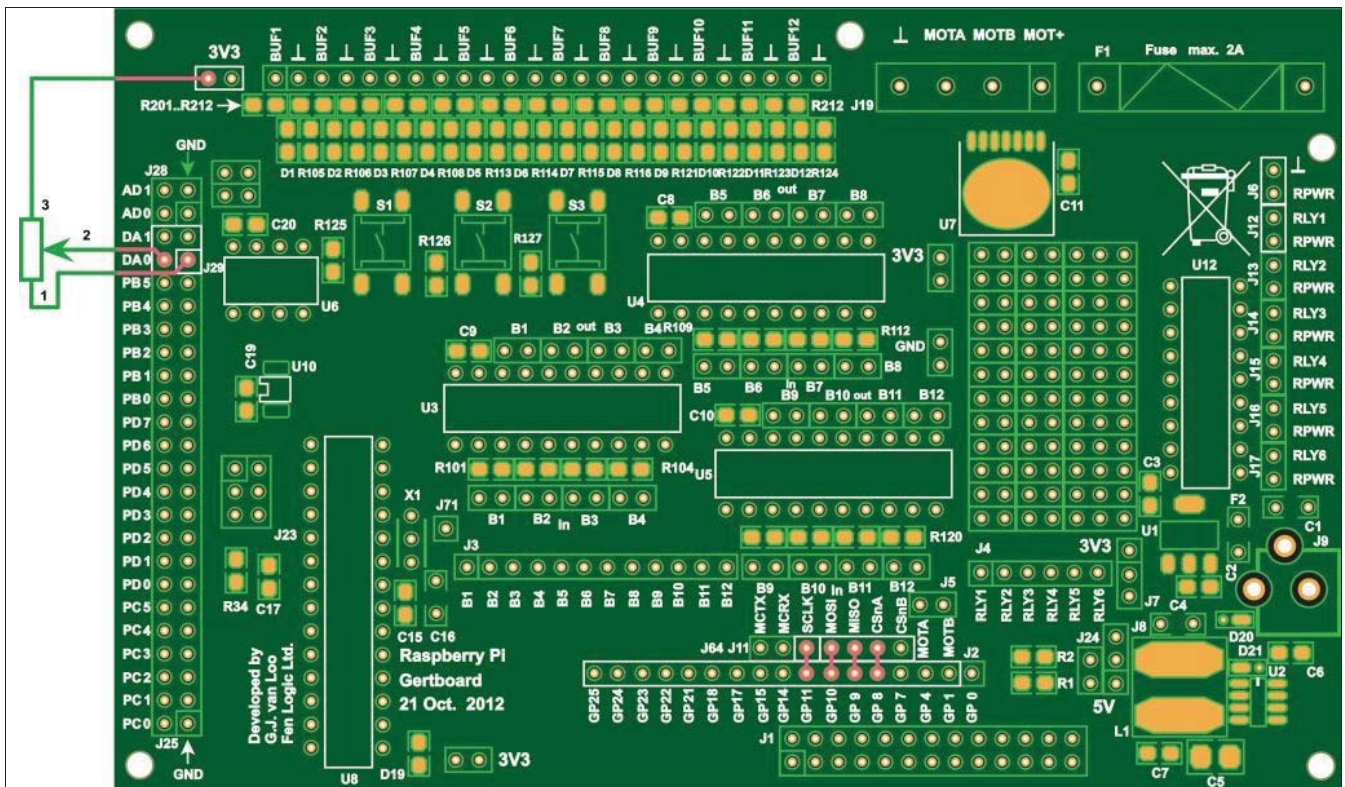 3V3
BUF1 ⊥ BUF2 ⊥ BUF3 ⊥ BUF4 ⊥ BUF5 ⊥ BUF6 ⊥ BUF7 ⊥ BUF8 ⊥ BUF9 ⊥ BUF10 ⊥ BUF11 ⊥ BUF12 ⊥
⊥ MOTA MOTB MOT+
F1 Fuse max. 2A
R201..R212
R212 J19
D1 R105 D2 R106 D3 R107 D4 R108 D5 R113 D6 R114 D7 R115 D8 R116 D9 R121 D10 R122 D11 R123 D12 R124
GND
J28
AD1
AD0
DA1
DA0
PB5
PB4
PB3
PB2
PB1
PB0
PD7
PD6
PD5
PD4
PD3
PD2
PD1
PD0
PC5
PC4
PC3
PC2
PC1
PC0
J25
GND
3
2
1
J29
C20
R125
S1
R126
S2
R127
S3
U6
C8
B5 B6 out B7 B8
U4
3V3
U7
C11
C9 B1 B2 out B3 B4 R109
R112
GND
B5 B6 In B7 B8
C19
U10
U3
C10 B9 B10 out B11 B12
U5
R101 R104
B1 B2 In B3 B4
X1
J71
J23
R34
C17
C15
C16
J3
B1 B2 B3 B4 B5 B6 B7 B8 B9 B10 B11 B12
R120
B9 B10 In B11 B12
J5
MCTX MCRX SCLK MOSI MISO CSnA CSnB MOTA MOTB
J64 J11
J2
GP25 GP24 GP23 GP22 GP21 GP18 GP17 GP15 GP14 GP11 GP10 GP9 GP8 GP7 GP4 GP1 GP0
J1
Developed by
G.J. van Loo
Fen Logic Ltd.
Raspberry Pi
Gertboard
21 Oct. 2012
U8
D19
3V3
J4
RLY1 RLY2 RLY3 RLY4 RLY5 RLY6
3V3
J6 ⊥
RPWR
J12 RLY1
RPWR
U12
J13 RLY2
RPWR
J14 RLY3
RPWR
J15 RLY4
RPWR
J16 RLY5
RPWR
J17 RLY6
RPWR
C3
U1
F2
C1
C2
J9
J7
C4
J8
J24
D20
D21
U2
C6
R2
R1
5V
L1
C7
C5